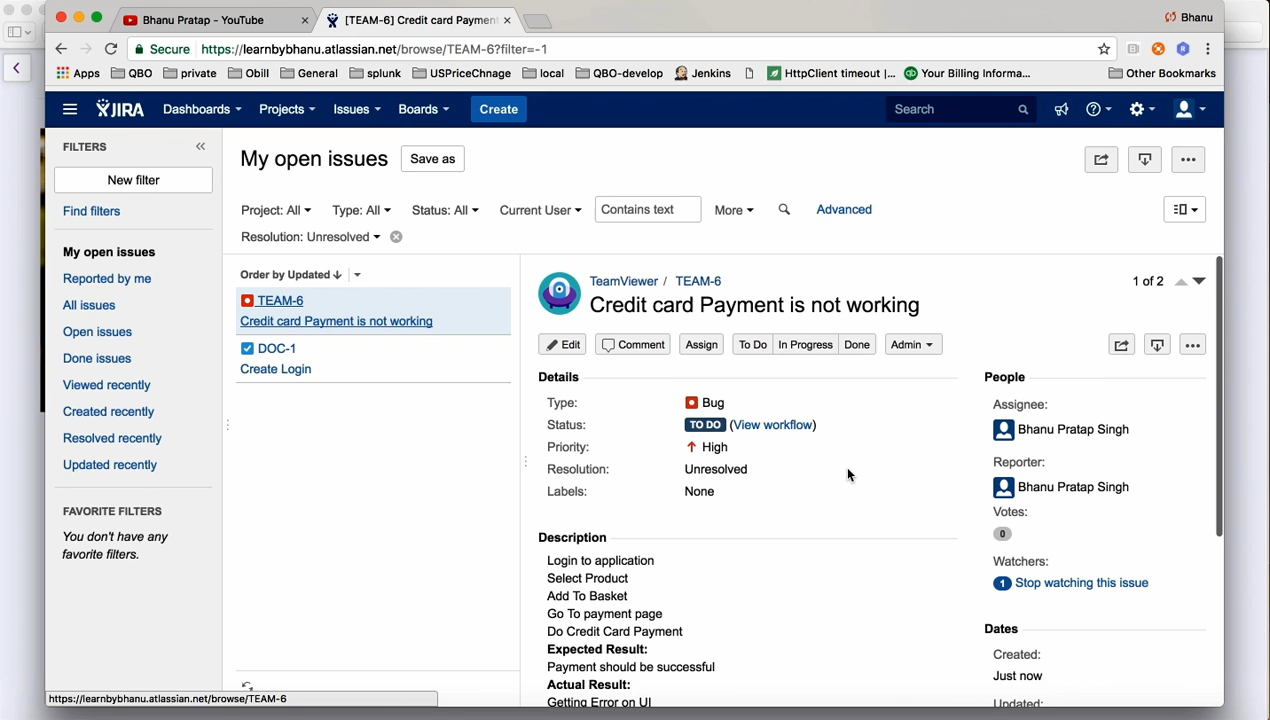 Bhanu Pratap - YouTube
[TEAM-6] Credit card Payment
Bhanu
Secure https://learnbybhanu.atlassian.net/browse/TEAM-6?filter=-1
Apps QBO private Obill General splunk USPriceChnage local QBO-develop Jenkins HttpClient timeout |... Your Billing Informa... Other Bookmarks
JIRA Dashboards Projects Issues Boards Create Search
FILTERS
New filter
Find filters
My open issues
Reported by me
All issues
Open issues
Done issues
Viewed recently
Created recently
Resolved recently
Updated recently
FAVORITE FILTERS
You don't have any
favorite filters.
My open issues Save as
Project: All Type: All Status: All Current User Contains text More Advanced
Resolution: Unresolved
Order by Updated
TEAM-6
Credit card Payment is not working
DOC-1
Create Login
TeamViewer / TEAM-6
1 of 2
Credit card Payment is not working
Edit Comment Assign To Do In Progress Done Admin
Details
Type: Bug
Status: TO DO (View workflow)
Priority: High
Resolution: Unresolved
Labels: None
Description
Login to application
Select Product
Add To Basket
Go To payment page
Do Credit Card Payment
Expected Result:
Payment should be successful
Actual Result:
Getting Error on UI
People
Assignee:
Bhanu Pratap Singh
Reporter:
Bhanu Pratap Singh
Votes:
0
Watchers:
1 Stop watching this issue
Dates
Created:
Just now
Updated:
https://learnbybhanu.atlassian.net/browse/TEAM-6